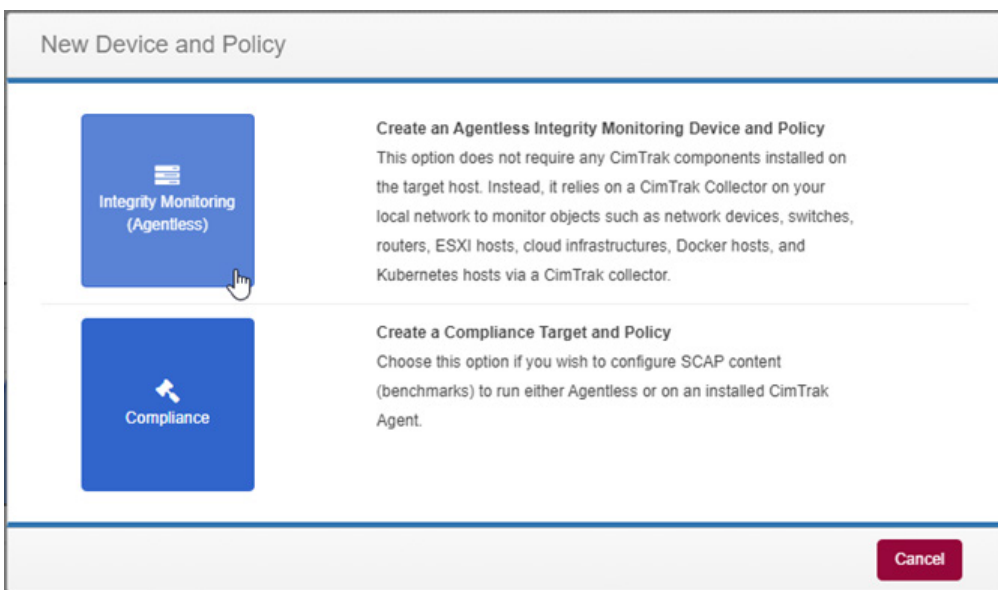 New Device and Policy
Integrity Monitoring
(Agentless)
Create an Agentless Integrity Monitoring Device and Policy
This option does not require any CimTrak components installed on
the target host. Instead, it relies on a CimTrak Collector on your
local network to monitor objects such as network devices, switches,
routers, ESXI hosts, cloud infrastructures, Docker hosts, and
Kubernetes hosts via a CimTrak collector.
Compliance
Create a Compliance Target and Policy
Choose this option if you wish to configure SCAP content
(benchmarks) to run either Agentless or on an installed CimTrak
Agent.
Cancel